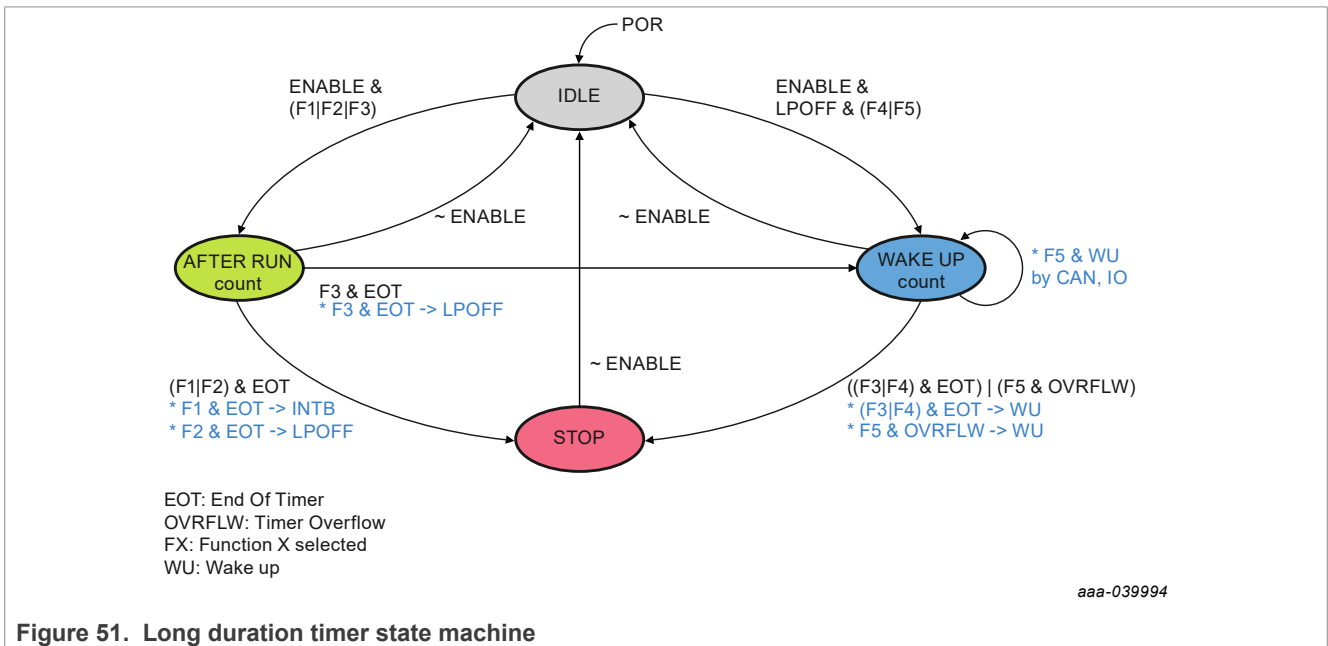 POR
ENABLE &
(F1|F2|F3)
IDLE
ENABLE &
LPOFF & (F4|F5)
~ ENABLE
~ ENABLE
AFTER RUN
count
WAKE UP
count
* F5 & WU
by CAN, IO
F3 & EOT
* F3 & EOT -> LPOFF
~ ENABLE
(F1|F2) & EOT
* F1 & EOT -> INTB
* F2 & EOT -> LPOFF
((F3|F4) & EOT) | (F5 & OVRFLW)
* (F3|F4) & EOT -> WU
* F5 & OVRFLW -> WU
STOP
EOT: End Of Timer
OVRFLW: Timer Overflow
FX: Function X selected
WU: Wake up
aaa-039994
Figure 51. Long duration timer state machine